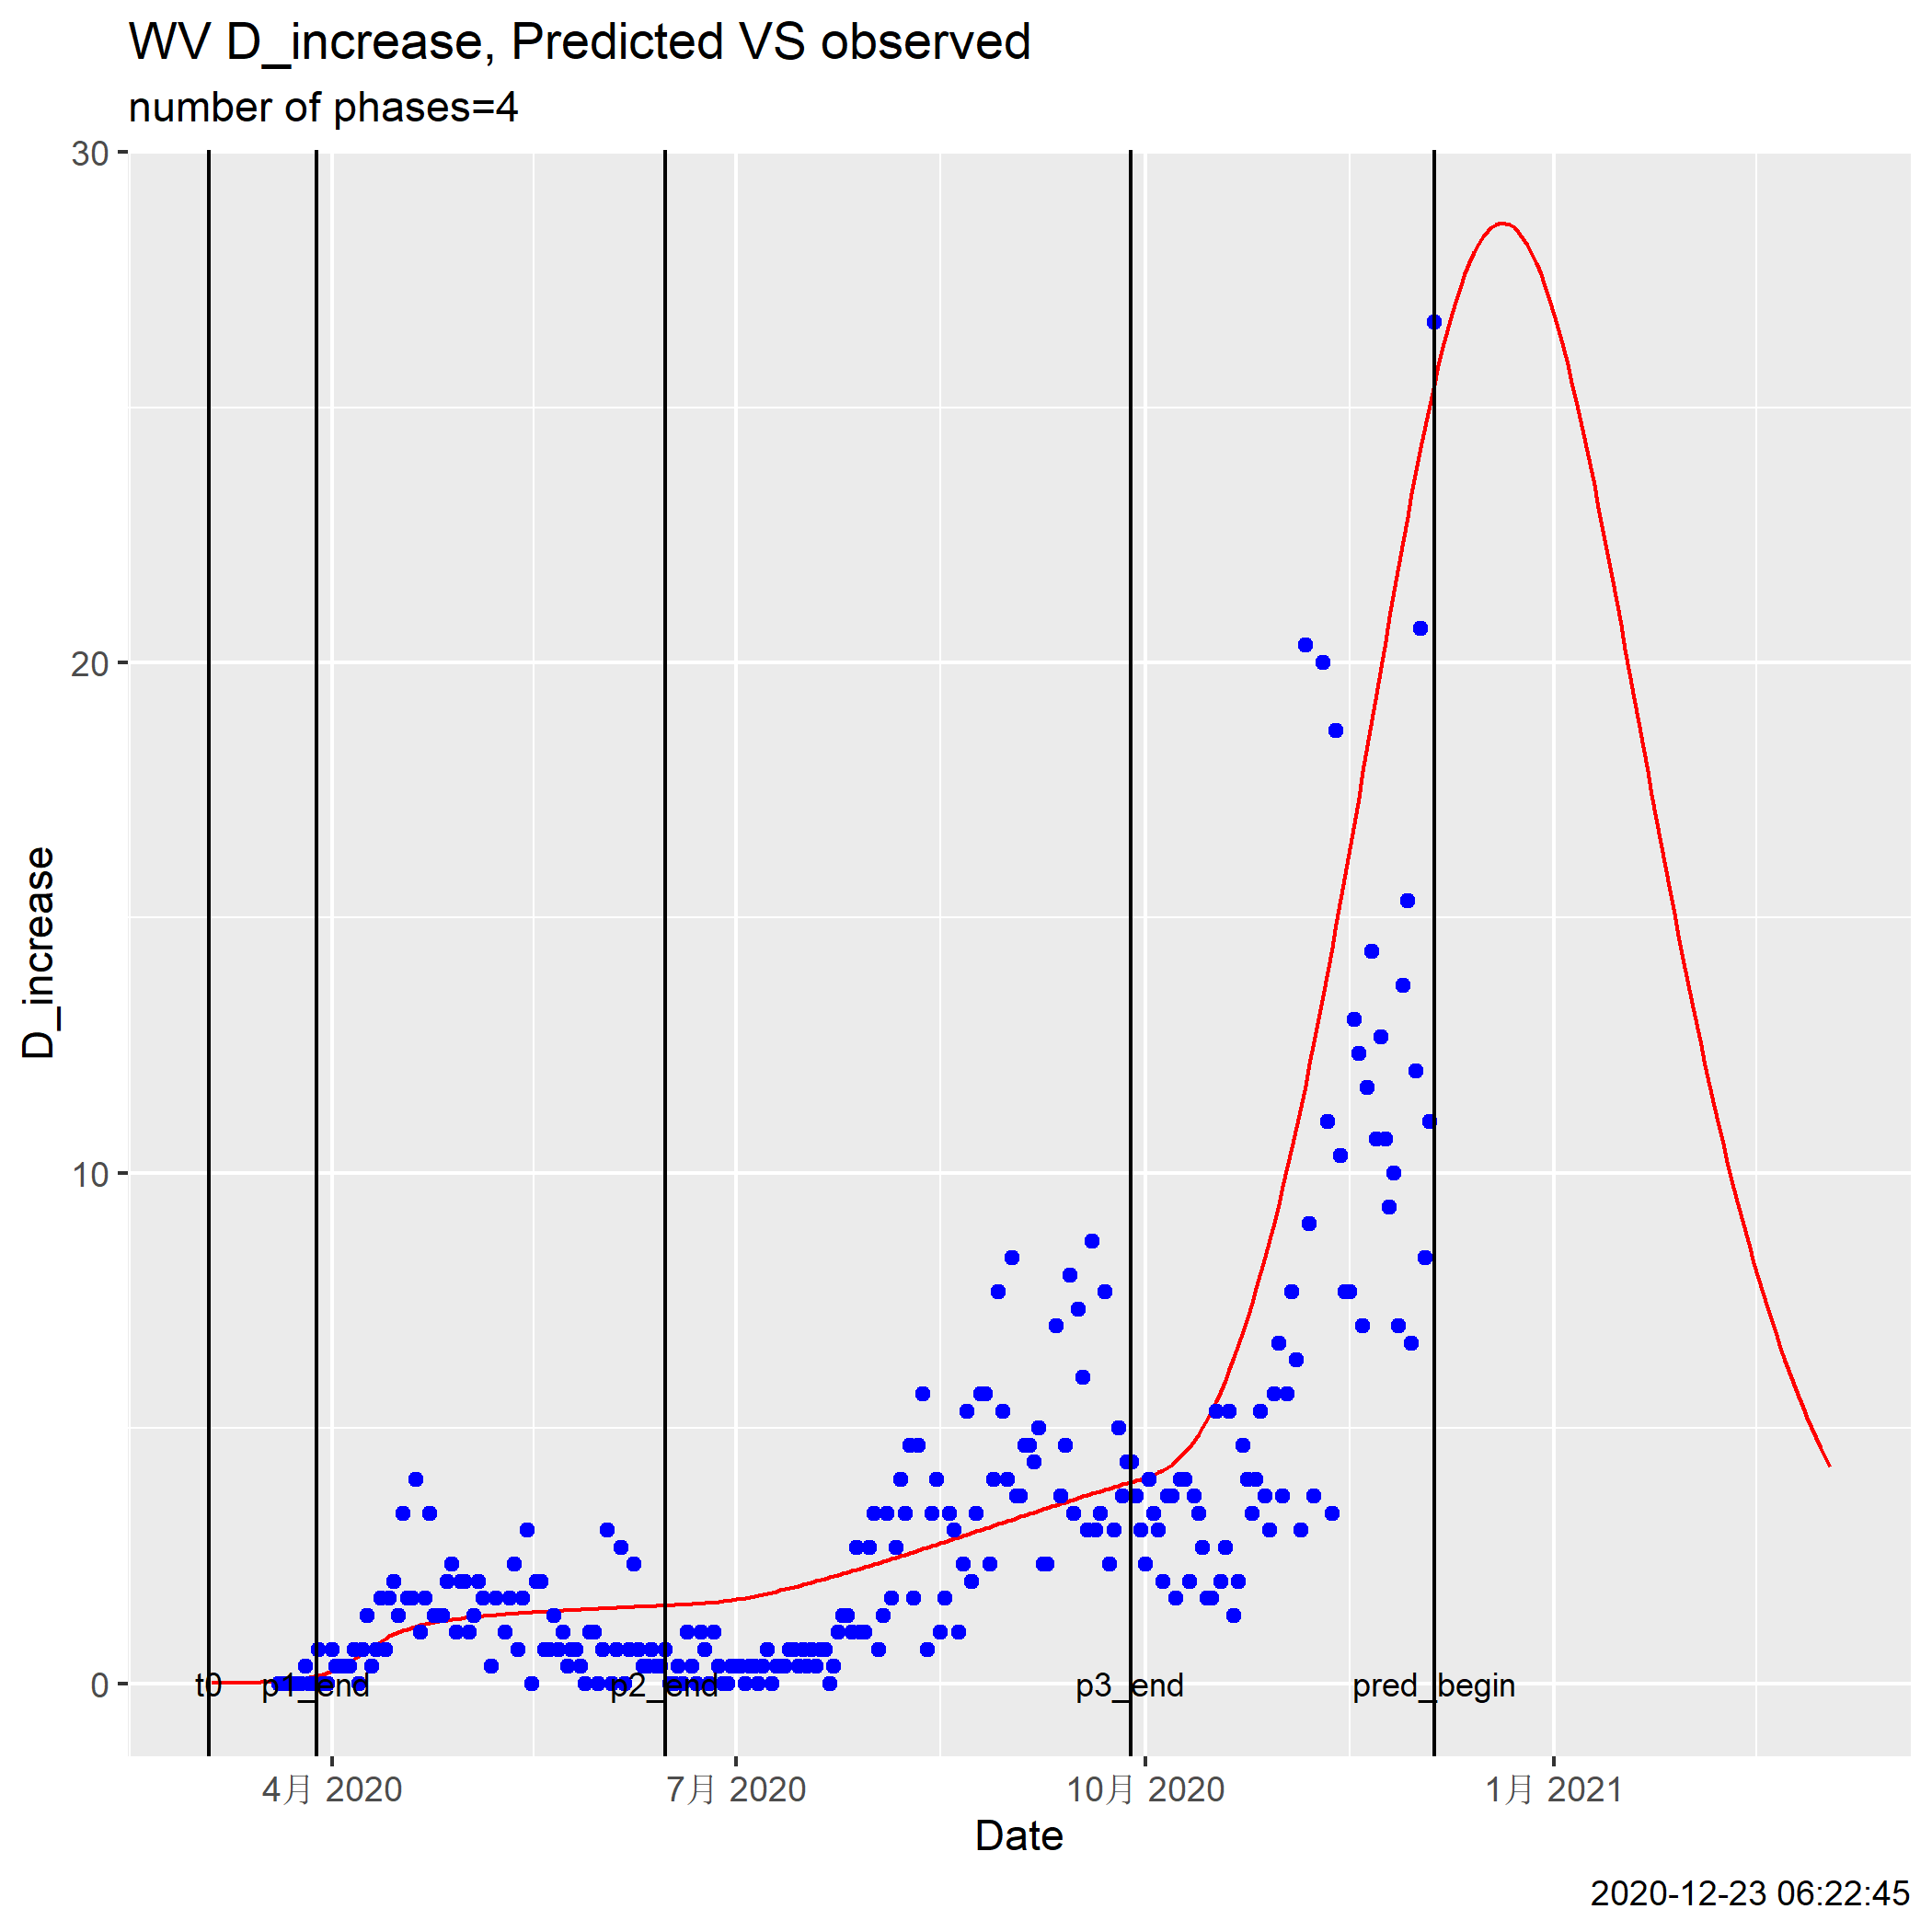 WV D_increase, Predicted VS observed
number of phases=4
30
20
10
0
D_increase
t0
p1_end
p2_end
p3_end
pred_begin
4月 2020
7月 2020
10月 2020
1月 2021
Date
2020-12-23 06:22:45